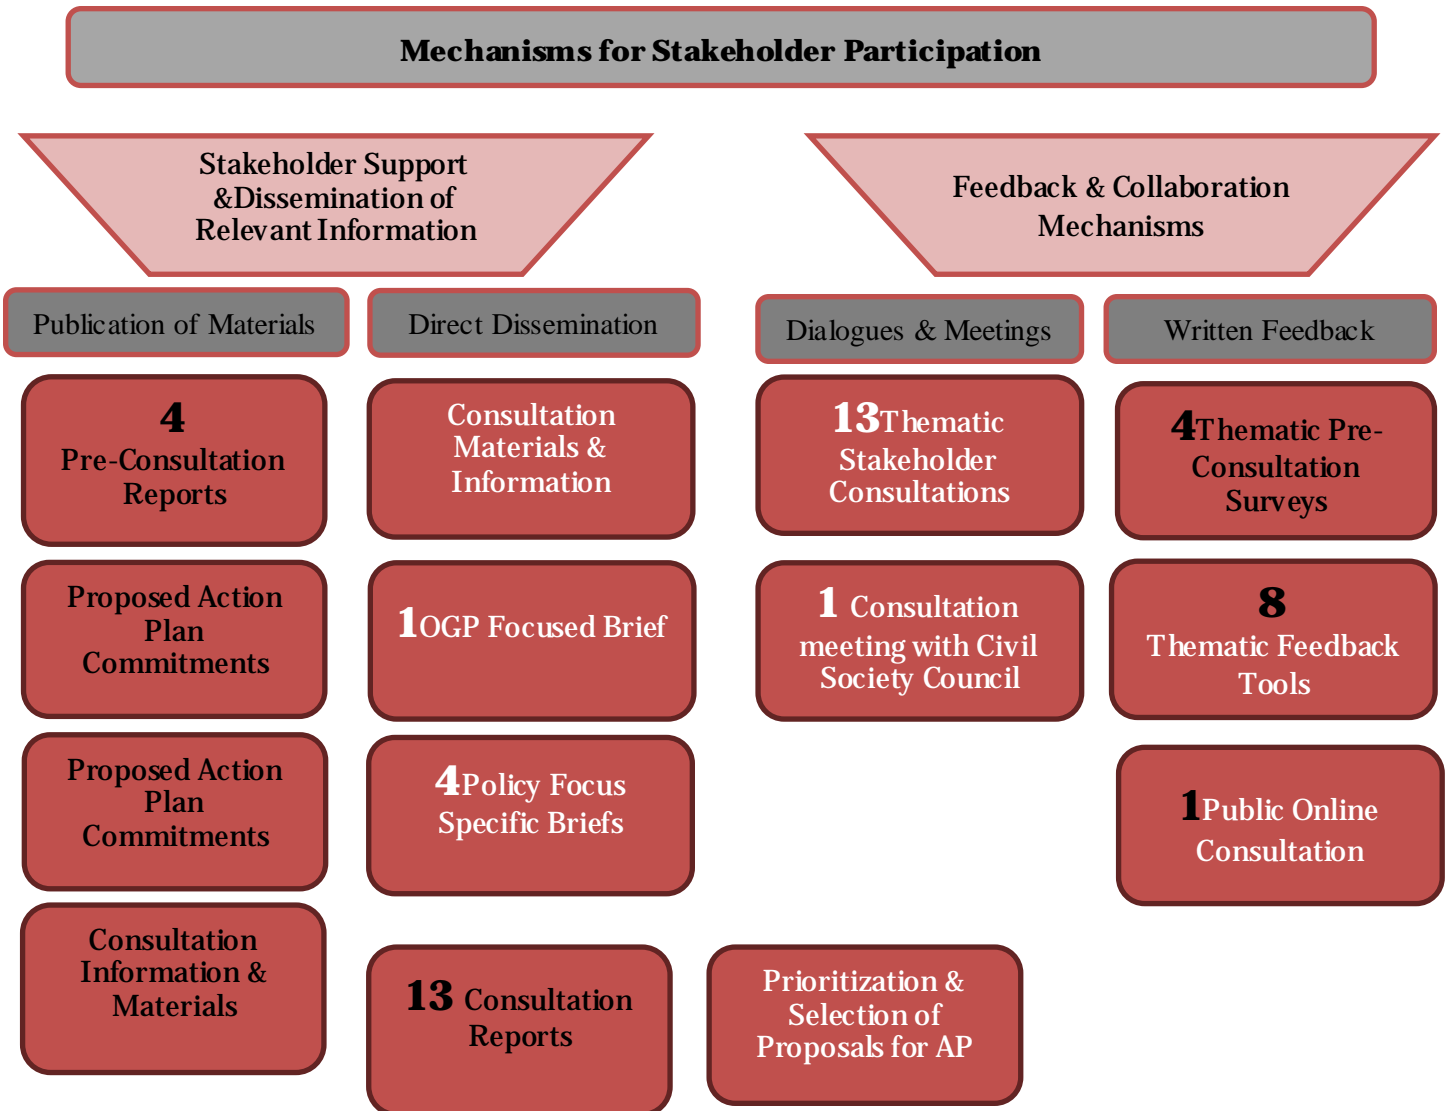 Mechanisms for Stakeholder Participation
Stakeholder Support
&Dissemination of
Relevant Information
Feedback & Collaboration
Mechanisms
Publication of Materials
Direct Dissemination
Dialogues & Meetings
Written Feedback
4
Pre-Consultation
Reports
Consultation
Materials &
Information
13Thematic
Stakeholder
Consultations
4Thematic Pre-
Consultation
Surveys
Proposed Action
Plan
Commitments
1OGP Focused Brief
1 Consultation
meeting with Civil
Society Council
8
Thematic Feedback
Tools
Proposed Action
Plan
Commitments
4Policy Focus
Specific Briefs
1Public Online
Consultation
Consultation
Information &
Materials
13 Consultation
Reports
Prioritization &
Selection of
Proposals for AP